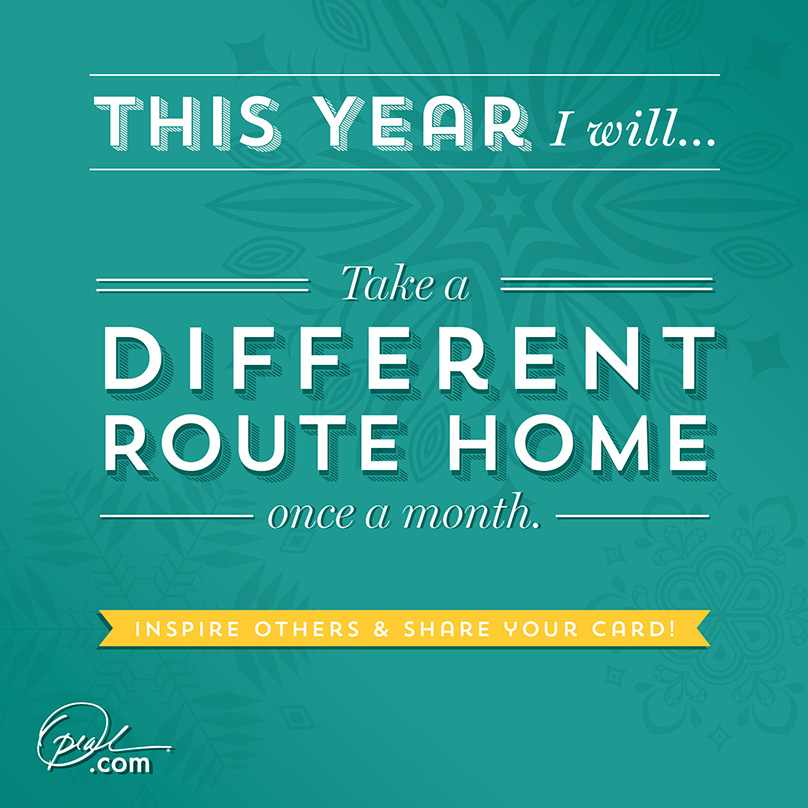 THIS YEAR I will...
Take a
DIFFERENT
ROUTE HOME
once a month.
INSPIRE OTHERS & SHARE YOUR CARD!
Oprah
.com